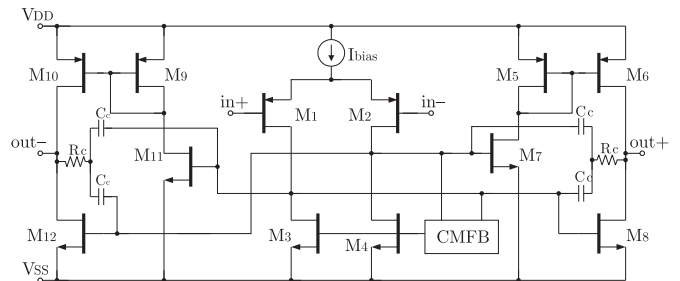 VDD
Ibias
M10
M9
M5
M6
in+
M1
M2
in–
Cc
Cc
out–
Rc
M11
M7
Rc
out+
Cc
Cc
M12
M3
M4
CMFB
M8
VSS